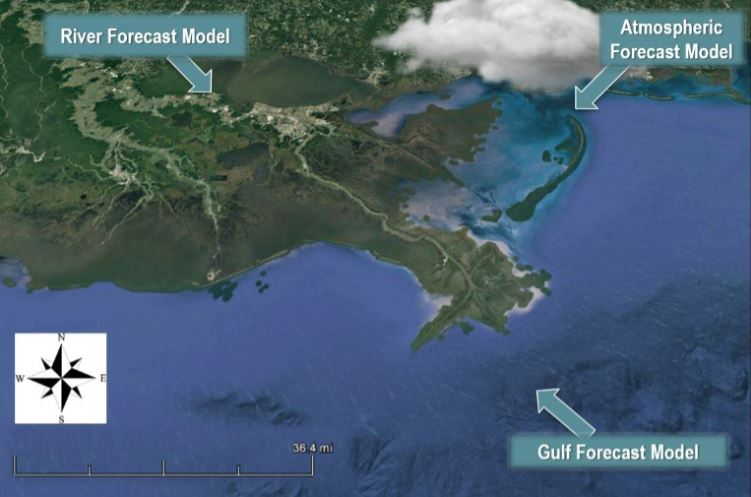 River Forecast Model
Atmospheric
Forecast Model
N
W
E
S
36.4 mi
Gulf Forecast Model